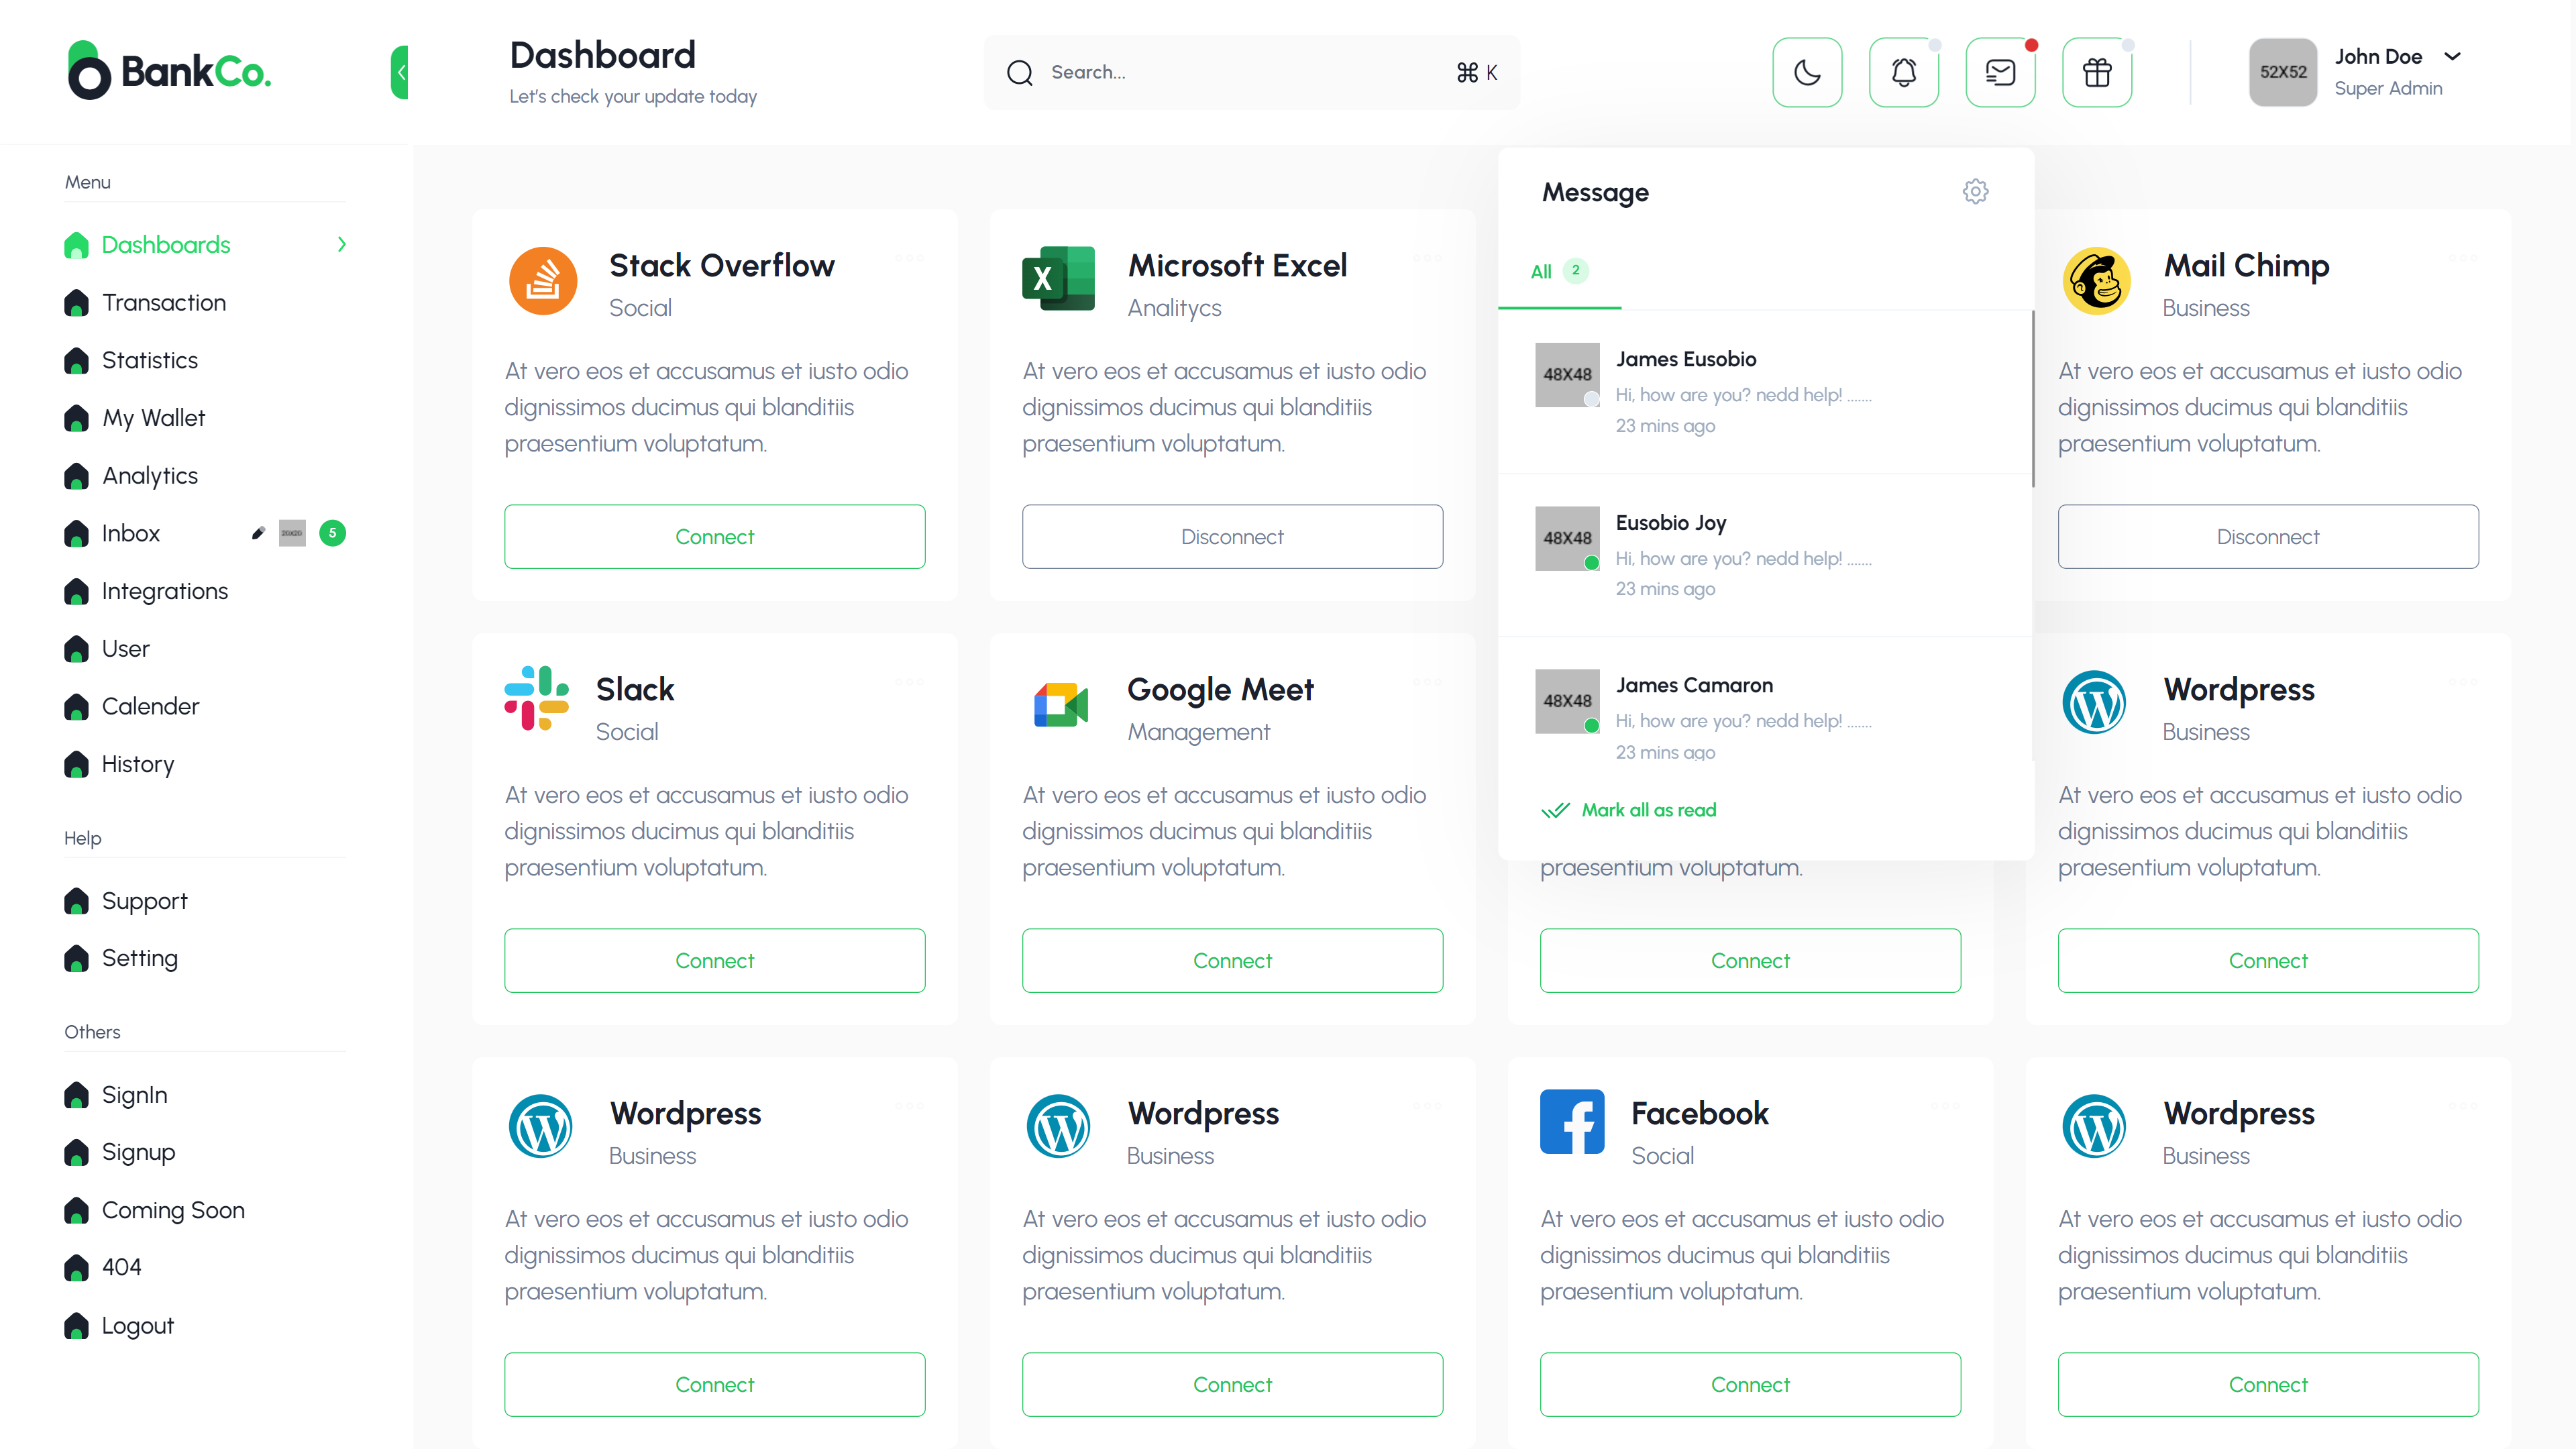 BankCo.
Dashboard
Let's check your update today
Search...
⌘ K
52X52
John Doe
Super Admin
Menu
Dashboards
Transaction
Statistics
My Wallet
Analytics
Inbox
5
Integrations
User
Calender
History
Help
Support
Setting
Others
SignIn
Signup
Coming Soon
404
Logout
Stack Overflow
Social
At vero eos et accusamus et iusto odio
dignissimos ducimus qui blanditiis
praesentium voluptatum.
Connect
Microsoft Excel
Analitycs
At vero eos et accusamus et iusto odio
dignissimos ducimus qui blanditiis
praesentium voluptatum.
Disconnect
Message
All 2
48X48
James Eusobio
Hi, how are you? nedd help! .......
23 mins ago
48X48
Eusobio Joy
Hi, how are you? nedd help! .......
23 mins ago
48X48
James Camaron
Hi, how are you? nedd help! .......
23 mins ago
Mark all as read
Mail Chimp
Business
At vero eos et accusamus et iusto odio
dignissimos ducimus qui blanditiis
praesentium voluptatum.
Disconnect
Slack
Social
At vero eos et accusamus et iusto odio
dignissimos ducimus qui blanditiis
praesentium voluptatum.
Connect
Google Meet
Management
At vero eos et accusamus et iusto odio
dignissimos ducimus qui blanditiis
praesentium voluptatum.
Connect
praesentium voluptatum.
Connect
Wordpress
Business
At vero eos et accusamus et iusto odio
dignissimos ducimus qui blanditiis
praesentium voluptatum.
Connect
Wordpress
Business
At vero eos et accusamus et iusto odio
dignissimos ducimus qui blanditiis
praesentium voluptatum.
Connect
Wordpress
Business
At vero eos et accusamus et iusto odio
dignissimos ducimus qui blanditiis
praesentium voluptatum.
Connect
Facebook
Social
At vero eos et accusamus et iusto odio
dignissimos ducimus qui blanditiis
praesentium voluptatum.
Connect
Wordpress
Business
At vero eos et accusamus et iusto odio
dignissimos ducimus qui blanditiis
praesentium voluptatum.
Connect